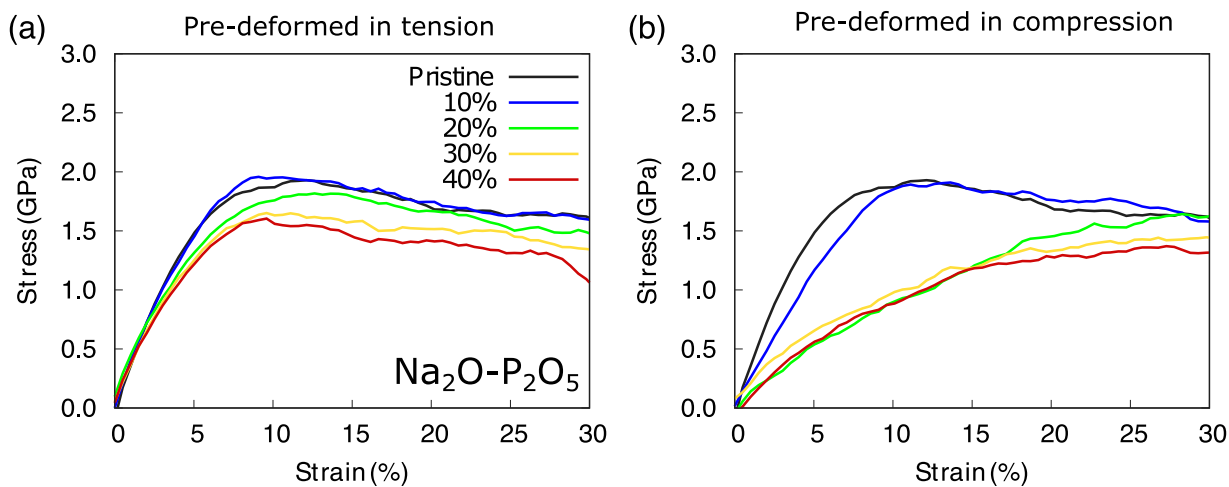 (a)
Pre-deformed in tension
3.0
2.5
2.0
1.5
1.0
0.5
0.0
Stress (GPa)
Pristine
10%
20%
30%
40%
Na₂O-P₂O₅
0 5 10 15 20 25 30
Strain (%)
(b)
Pre-deformed in compression
3.0
2.5
2.0
1.5
1.0
0.5
0.0
Stress (GPa)
0 5 10 15 20 25 30
Strain (%)